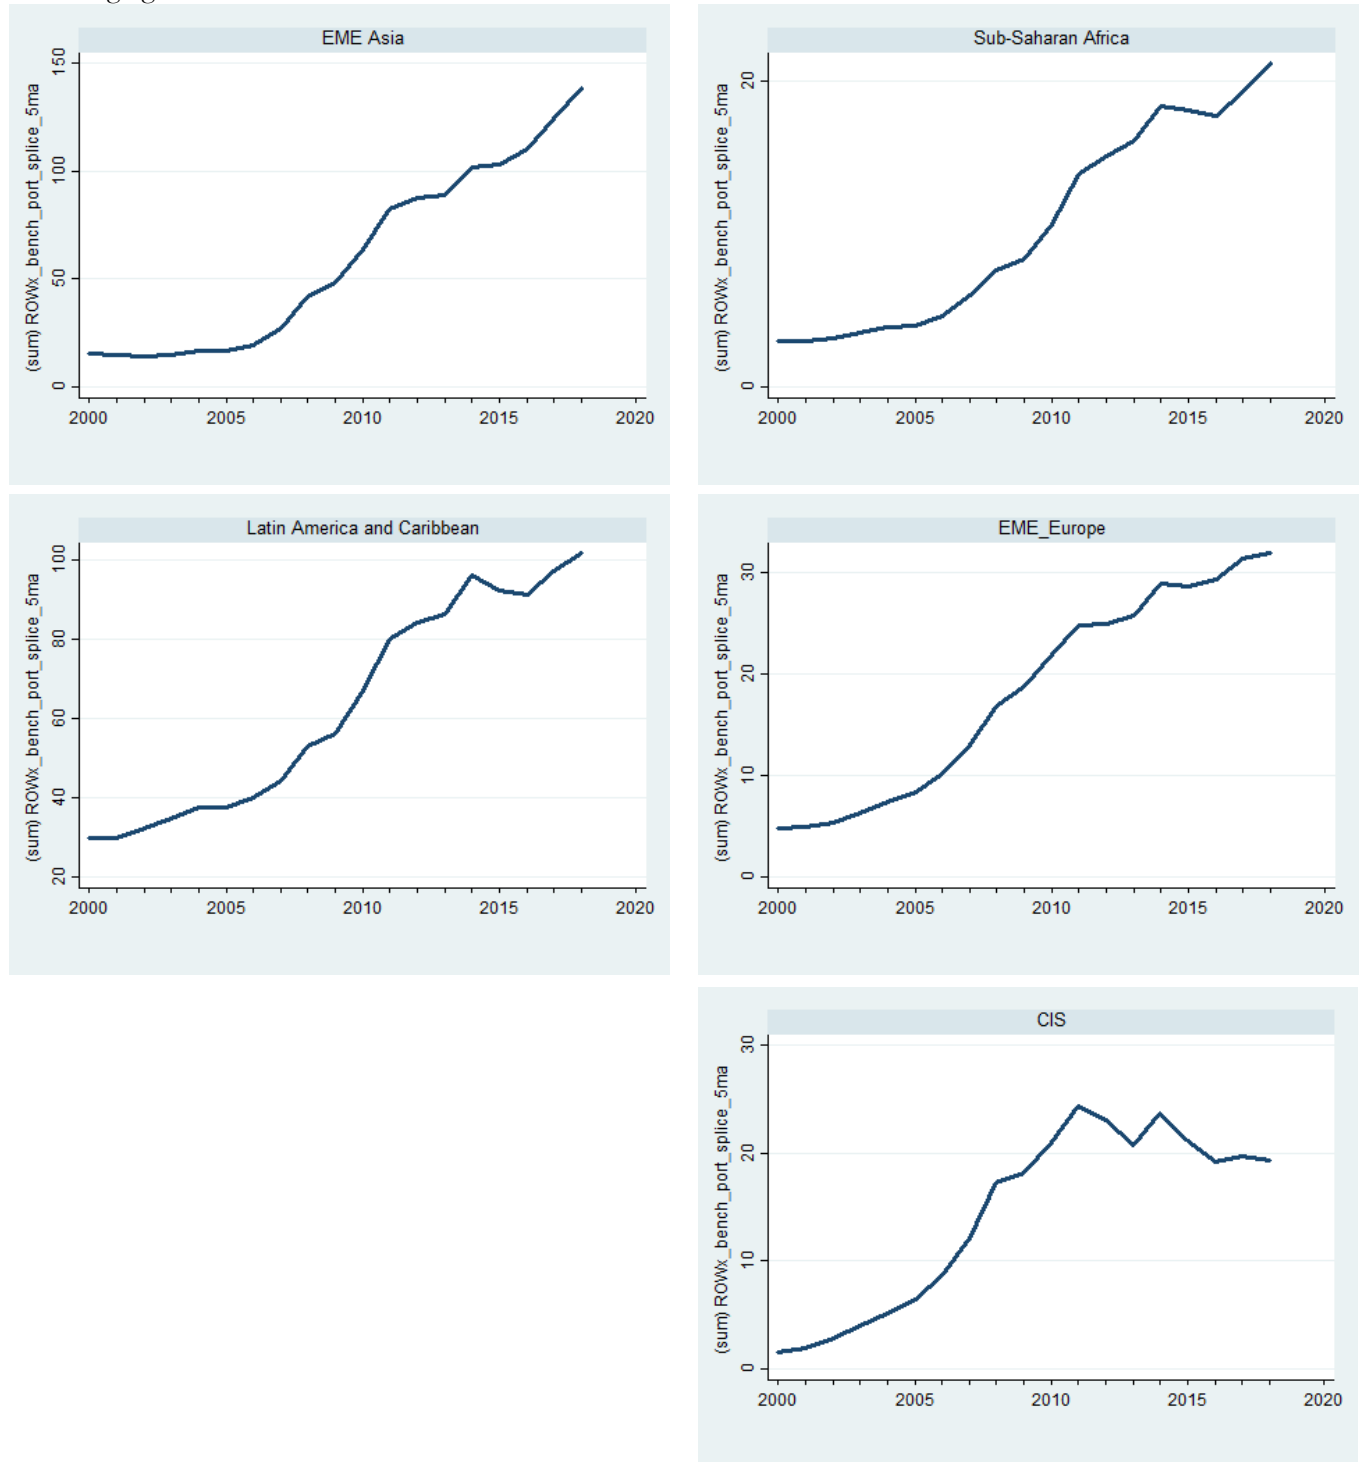 EME Asia
(sum) ROWx_bench_port_splice_5ma
150
100
50
0
2000 2005 2010 2015 2020
Sub-Saharan Africa
(sum) ROWx_bench_port_splice_5ma
20
0
2000 2005 2010 2015 2020
Latin America and Caribbean
(sum) ROWx_bench_port_splice_5ma
100
80
60
40
20
2000 2005 2010 2015 2020
EME_Europe
(sum) ROWx_bench_port_splice_5ma
30
20
10
0
2000 2005 2010 2015 2020
CIS
(sum) ROWx_bench_port_splice_5ma
30
20
10
0
2000 2005 2010 2015 2020